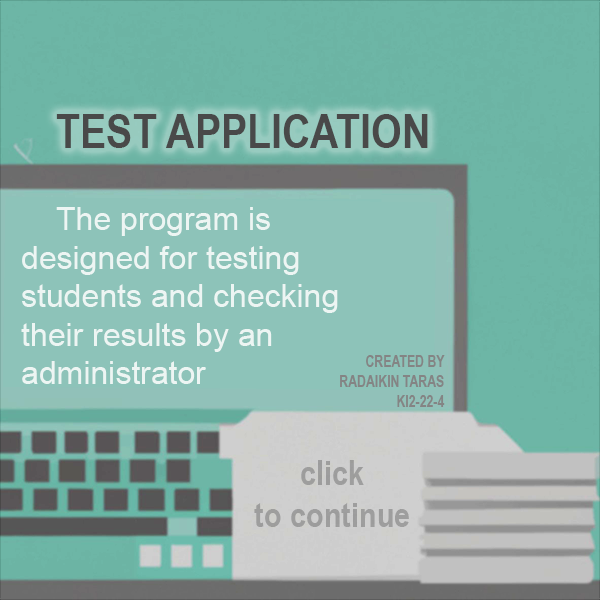 TEST APPLICATION
The program is
designed for testing
students and checking
their results by an
administrator
CREATED BY
RADAIKIN TARAS
KI2-22-4
click
to continue